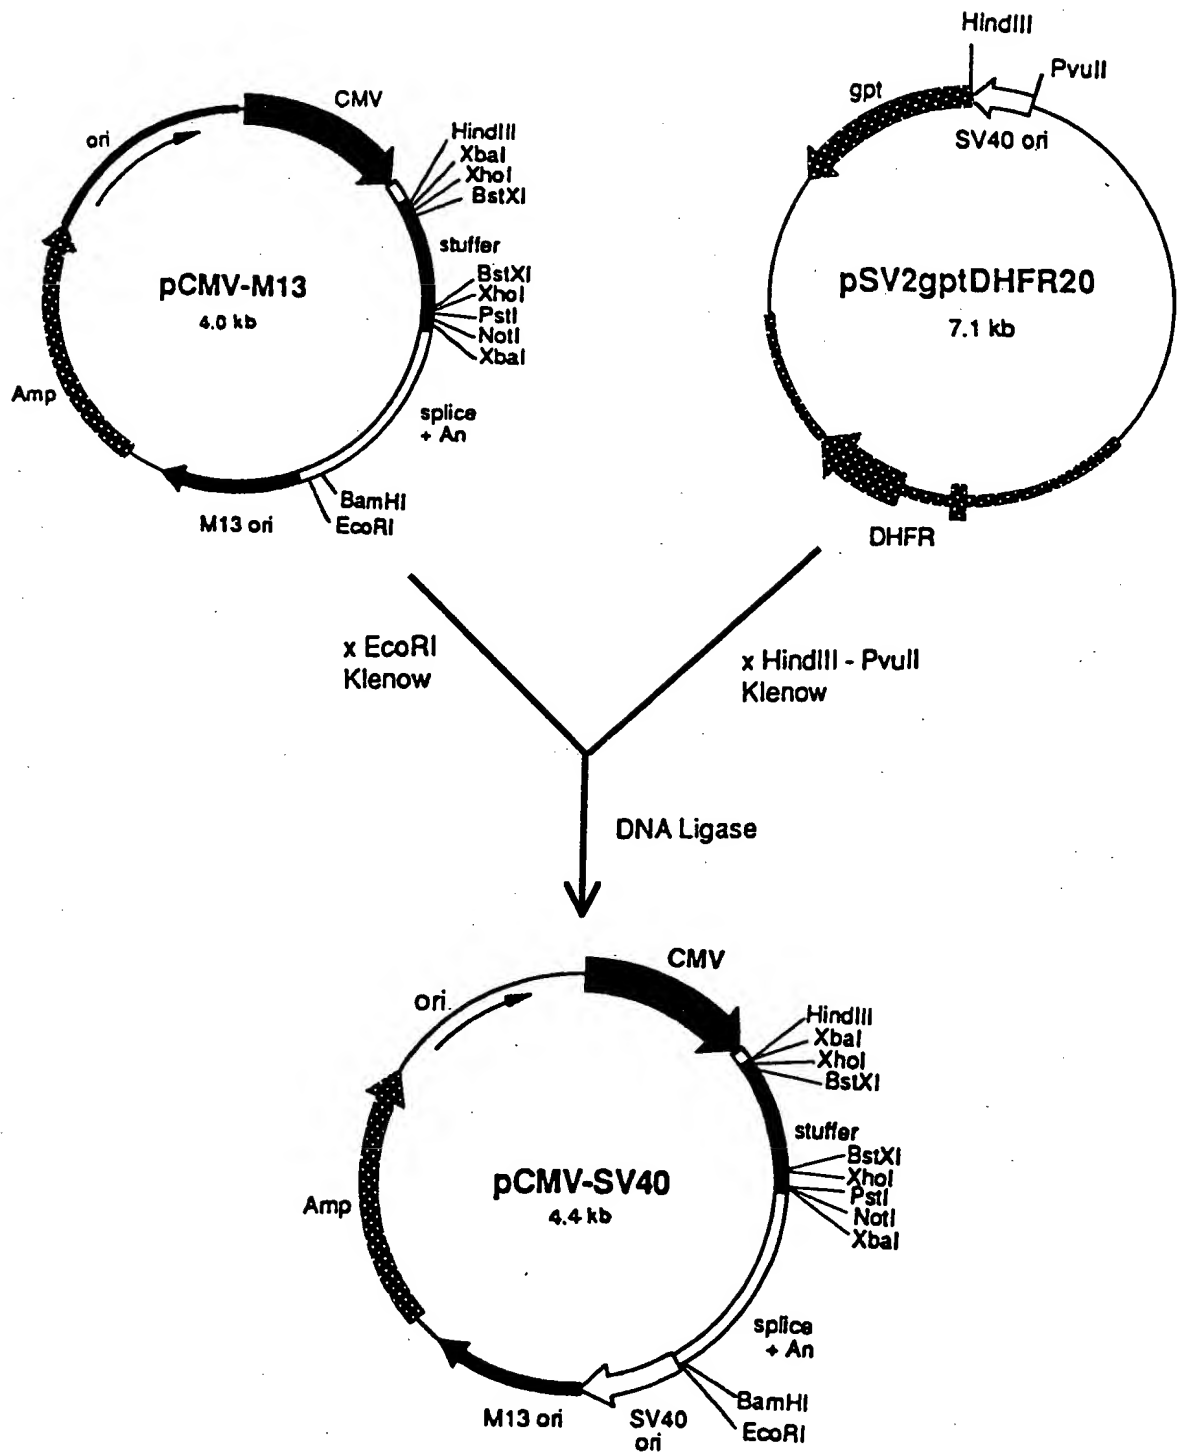 CMV
ori
HindIII
XbaI
XhoI
BstXI
stuffer
pCMV-M13
4.0 kb
BstXI
XhoI
PstI
NotI
XbaI
Amp
splice
+ An
BamHI
EcoRI
M13 ori
HindIII
PvuII
gpt
SV40 ori
pSV2gptDHFR20
7.1 kb
DHFR
x EcoRI
Klenow
x HindIII - PvuII
Klenow
DNA Ligase
CMV
ori
HindIII
XbaI
XhoI
BstXI
stuffer
pCMV-SV40
4.4 kb
BstXI
XhoI
PstI
NotI
XbaI
Amp
splice
+ An
BamHI
EcoRI
M13 ori
SV40
ori